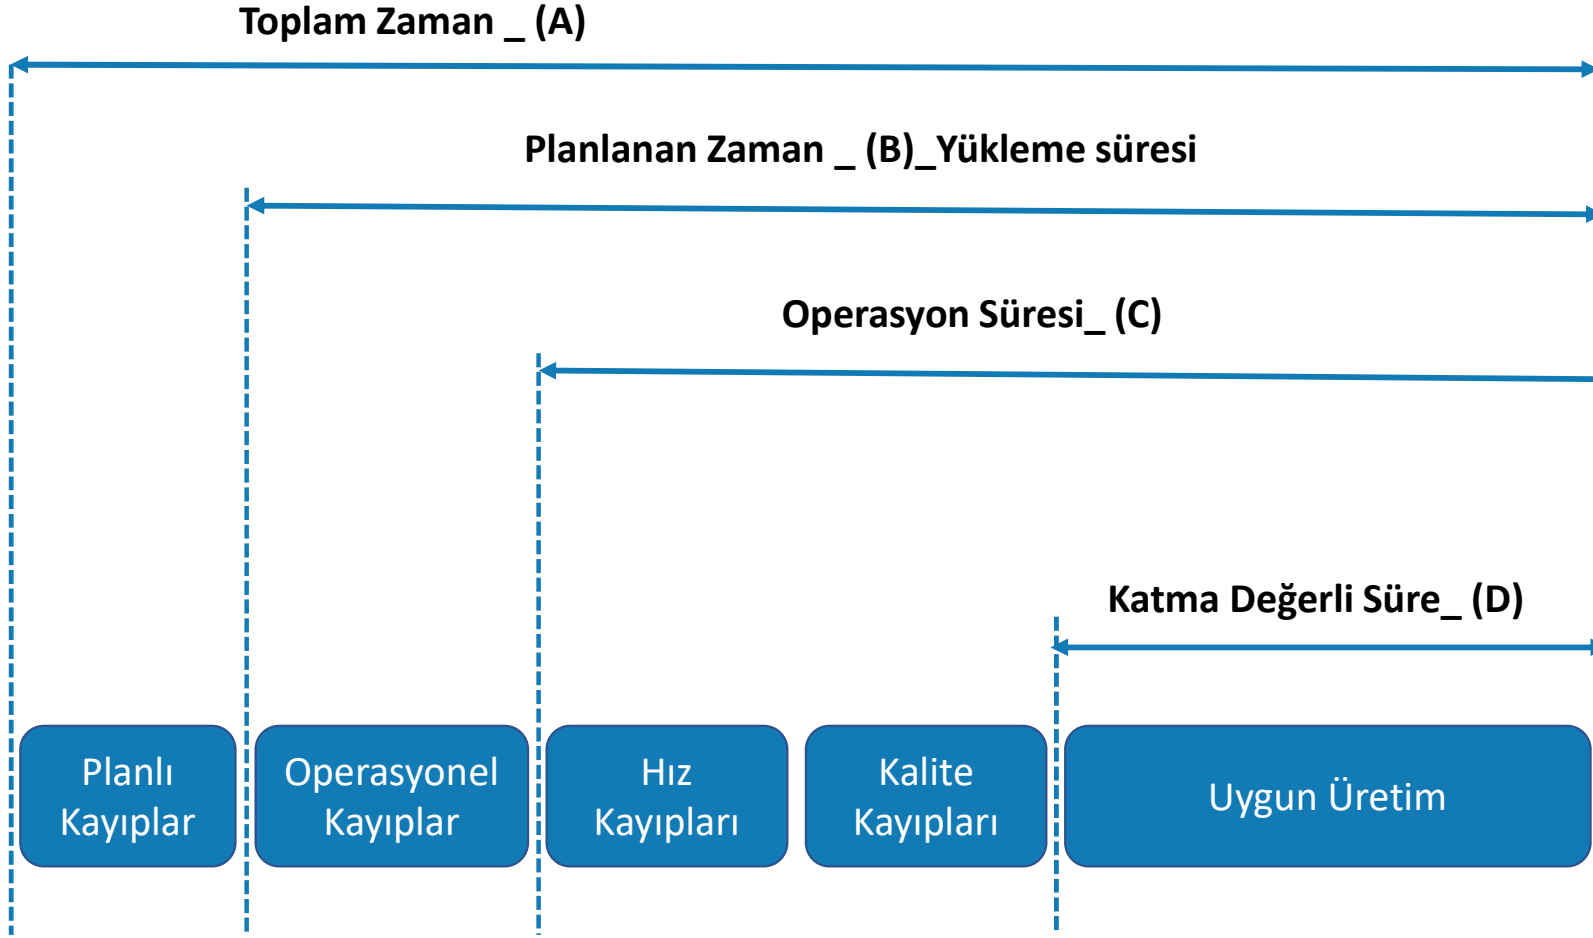 Toplam Zaman _ (A)
Planlanan Zaman _ (B)_Yükleme süresi
Operasyon Süresi_ (C)
Katma Değerli Süre_ (D)
Planlı
Kayıplar
Operasyonel
Kayıplar
Hız
Kayıpları
Kalite
Kayıpları
Uygun Üretim